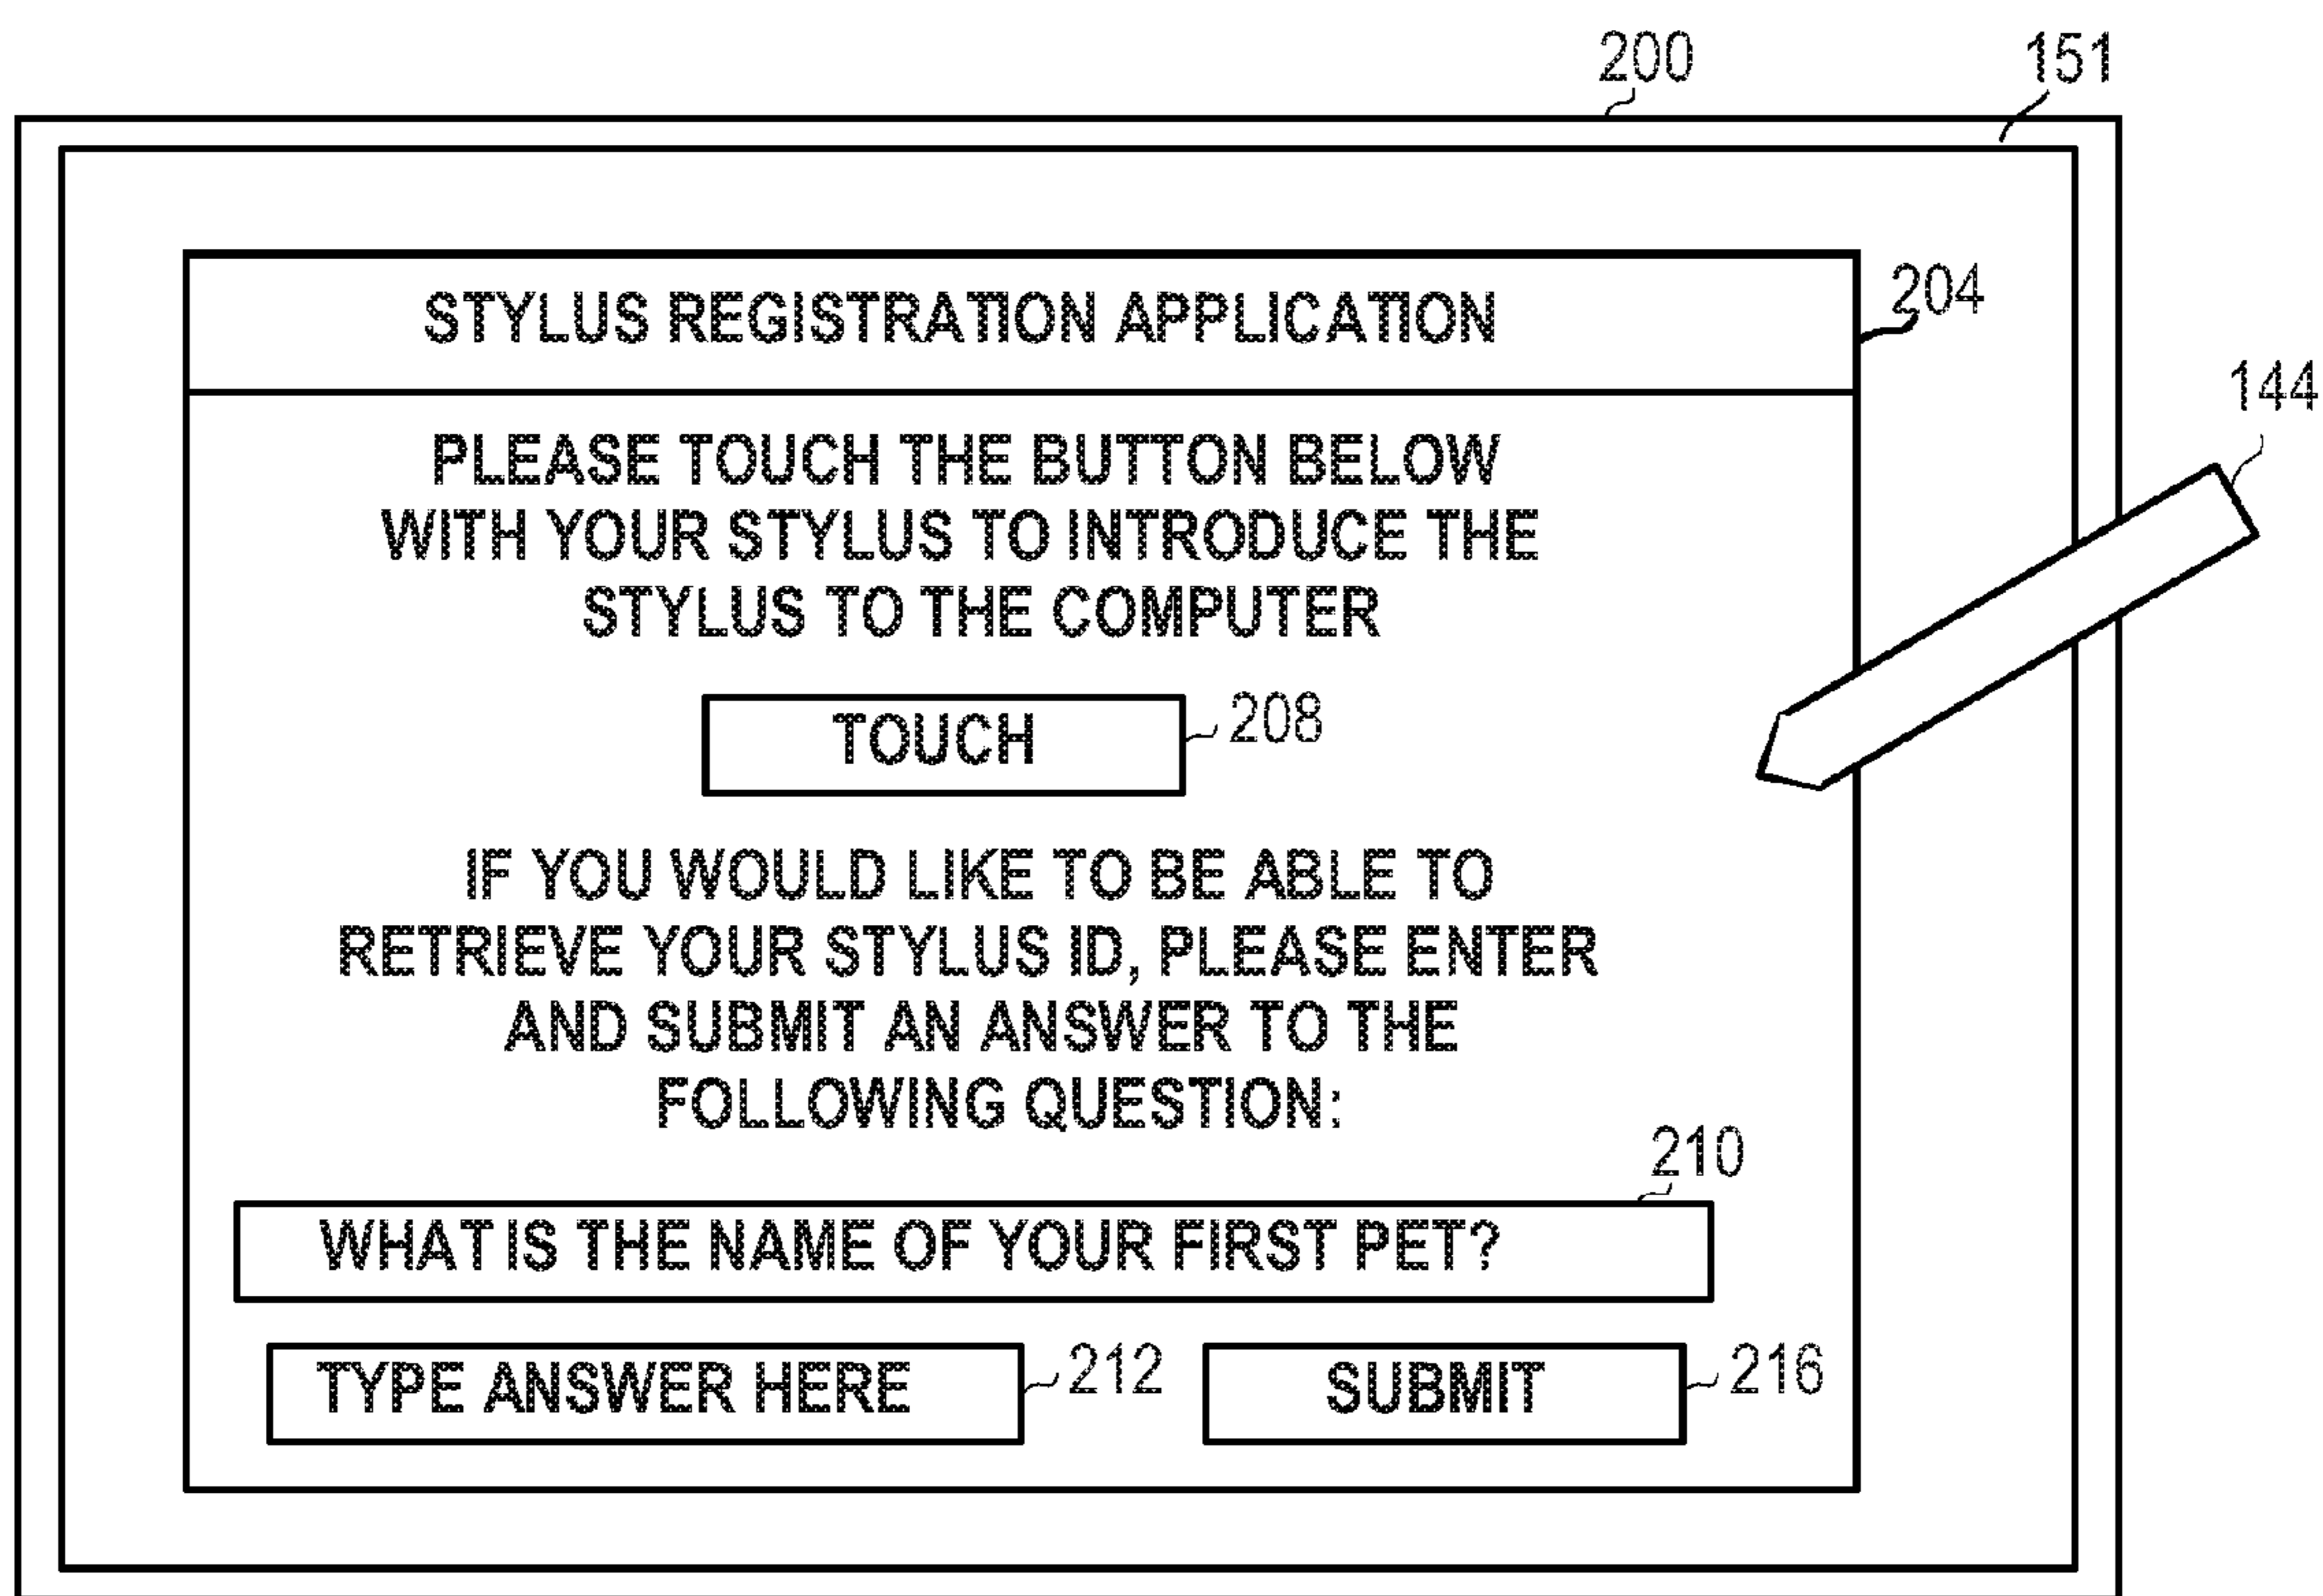 200
151
STYLUS REGISTRATION APPLICATION
204
144
PLEASE TOUCH THE BUTTON BELOW
WITH YOUR STYLUS TO INTRODUCE THE
STYLUS TO THE COMPUTER
TOUCH
208
IF YOU WOULD LIKE TO BE ABLE TO
RETRIEVE YOUR STYLUS ID, PLEASE ENTER
AND SUBMIT AN ANSWER TO THE
FOLLOWING QUESTION:
210
WHAT IS THE NAME OF YOUR FIRST PET?
TYPE ANSWER HERE
212
SUBMIT
216